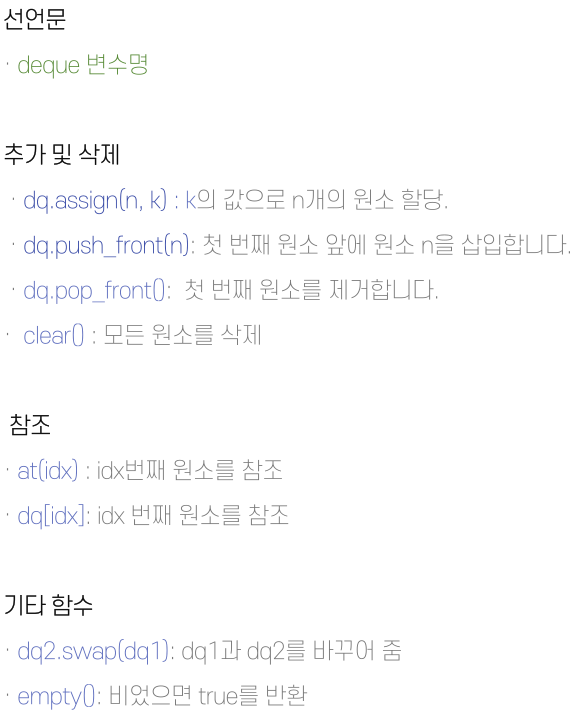 선언문
· deque 변수명
추가 및 삭제
· dq.assign(n, k) : k의 값으로 n개의 원소 할당.
· dq.push_front(n): 첫 번째 원소 앞에 원소 n을 삽입합니다.
· dq.pop_front(): 첫 번째 원소를 제거합니다.
· clear() : 모든 원소를 삭제
참조
· at(idx) : idx번째 원소를 참조
· dq[idx]: idx 번째 원소를 참조
기타 함수
· dq2.swap(dq1): dq1과 dq2를 바꾸어 줌
· empty(): 비었으면 true를 반환